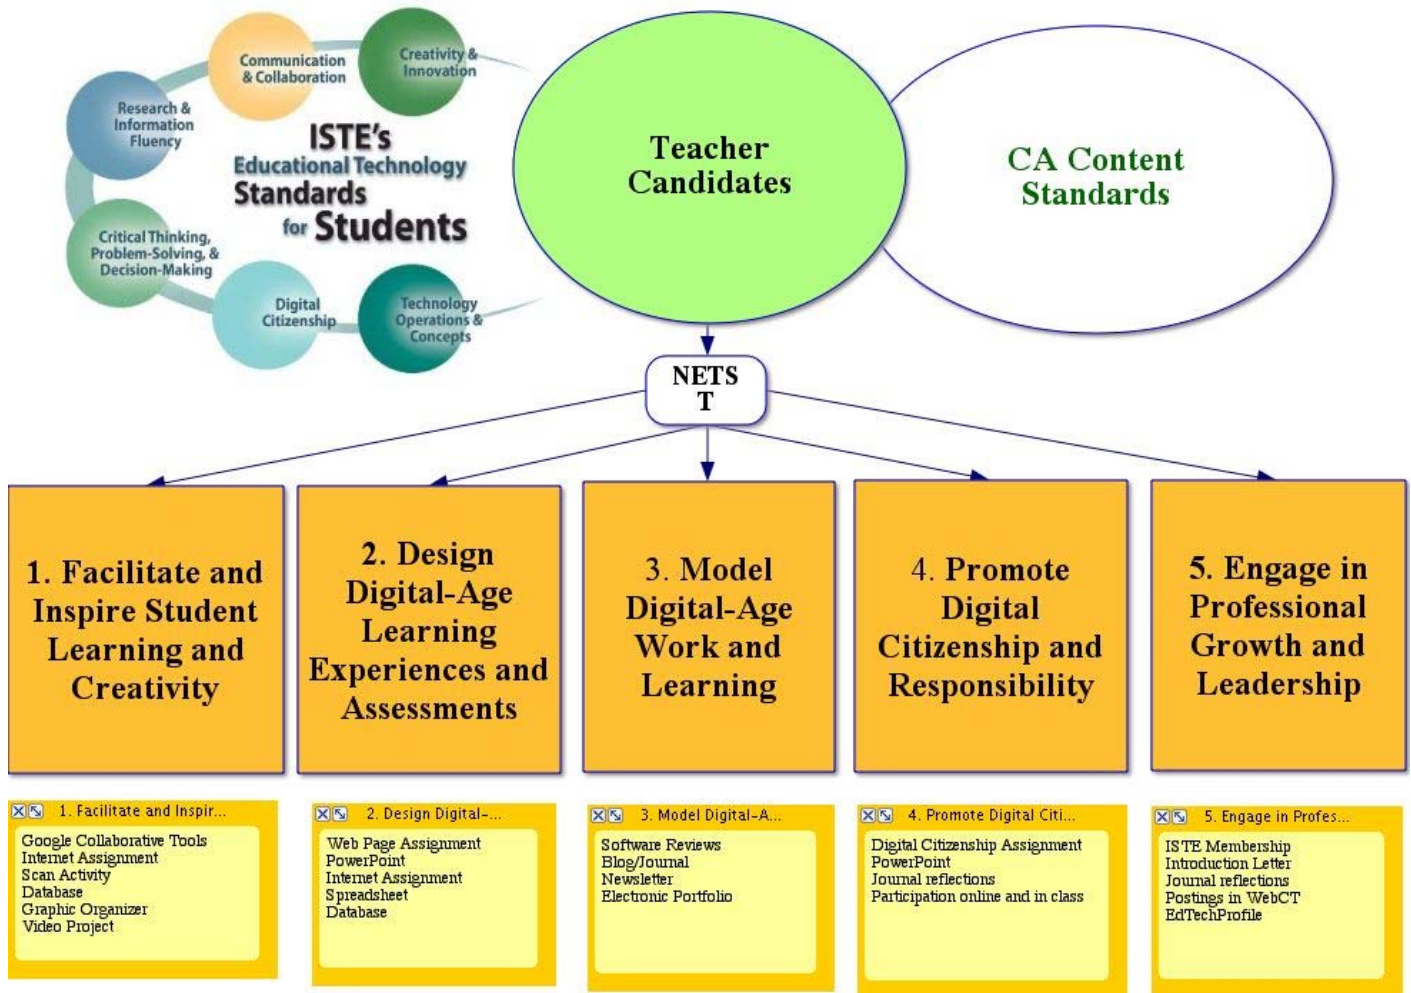 Communication
& Collaboration
Creativity &
Innovation
Research &
Information
Fluency
ISTE's
Educational Technology
Standards
for Students
Critical Thinking,
Problem-Solving, &
Decision-Making
Digital
Citizenship
Technology
Operations &
Concepts
Teacher
Candidates
CA Content
Standards
NETS
T
1. Facilitate and
Inspire Student
Learning and
Creativity
2. Design
Digital-Age
Learning
Experiences and
Assessments
3. Model
Digital-Age
Work and
Learning
4. Promote
Digital
Citizenship and
Responsibility
5. Engage in
Professional
Growth and
Leadership
1. Facilitate and Inspir...
Google Collaborative Tools
Internet Assignment
Scan Activity
Database
Graphic Organizer
Video Project
2. Design Digital-...
Web Page Assignment
PowerPoint
Internet Assignment
Spreadsheet
Database
3. Model Digital-A...
Software Reviews
Blog/Journal
Newsletter
Electronic Portfolio
4. Promote Digital Citi...
Digital Citizenship Assignment
PowerPoint
Journal reflections
Participation online and in class
5. Engage in Profes...
ISTE Membership
Introduction Letter
Journal reflections
Postings in WebCT
EdTechProfile